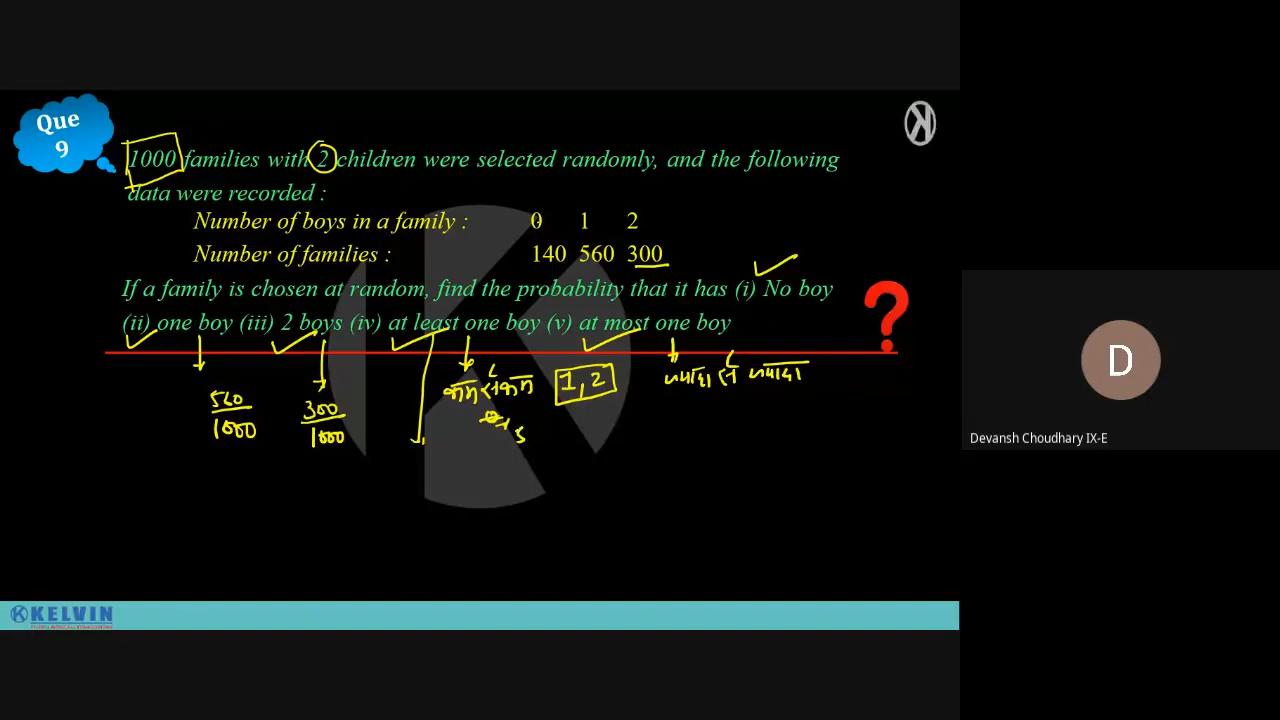 Que
9
1000 families with 2 children were selected randomly, and the following
data were recorded :
Number of boys in a family : 0 1 2
Number of families : 140 560 300
If a family is chosen at random, find the probability that it has (i) No boy
(ii) one boy (iii) 2 boys (iv) at least one boy (v) at most one boy
?
560
1000
300
1000
कम से कम
1, 2
ज्यादा से ज्यादा
KELVIN
D
Devansh Choudhary IX-E